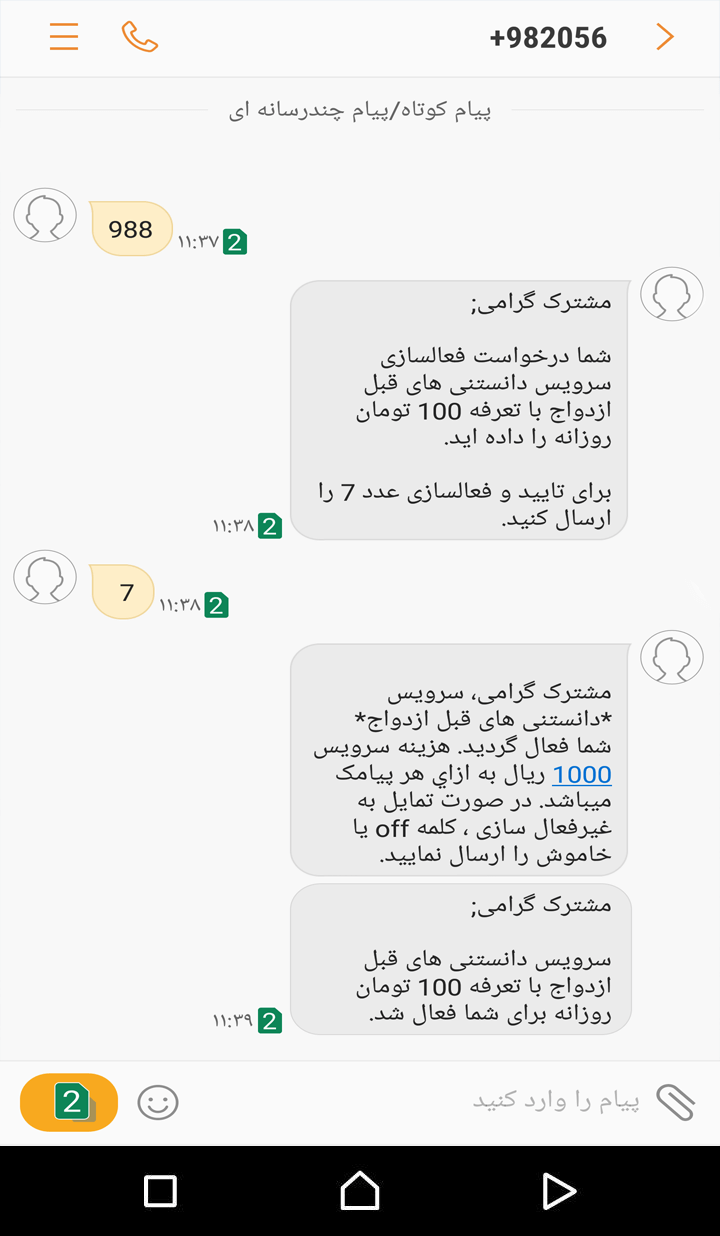 +982056
پیام کوتاه/پیام چندرسانه ای
988
۱۱:۳۷ 2
مشترک گرامی;
شما درخواست فعالسازی
سرویس دانستنی های قبل
ازدواج با تعرفه 100 تومان
روزانه را داده اید.
برای تایید و فعالسازی عدد 7 را
ارسال کنید.
۱۱:۳۸ 2
7
۱۱:۳۸ 2
مشترک گرامی، سرویس
*دانستنی های قبل ازدواج*
شما فعال گردید. هزینه سرویس
1000 ریال به ازاي هر پیامک
میباشد. در صورت تمایل به
غیرفعال سازی ، کلمه off یا
خاموش را ارسال نمایید.
مشترک گرامی;
سرویس دانستنی های قبل
ازدواج با تعرفه 100 تومان
روزانه برای شما فعال شد.
۱۱:۳۹ 2
پیام را وارد کنید
2